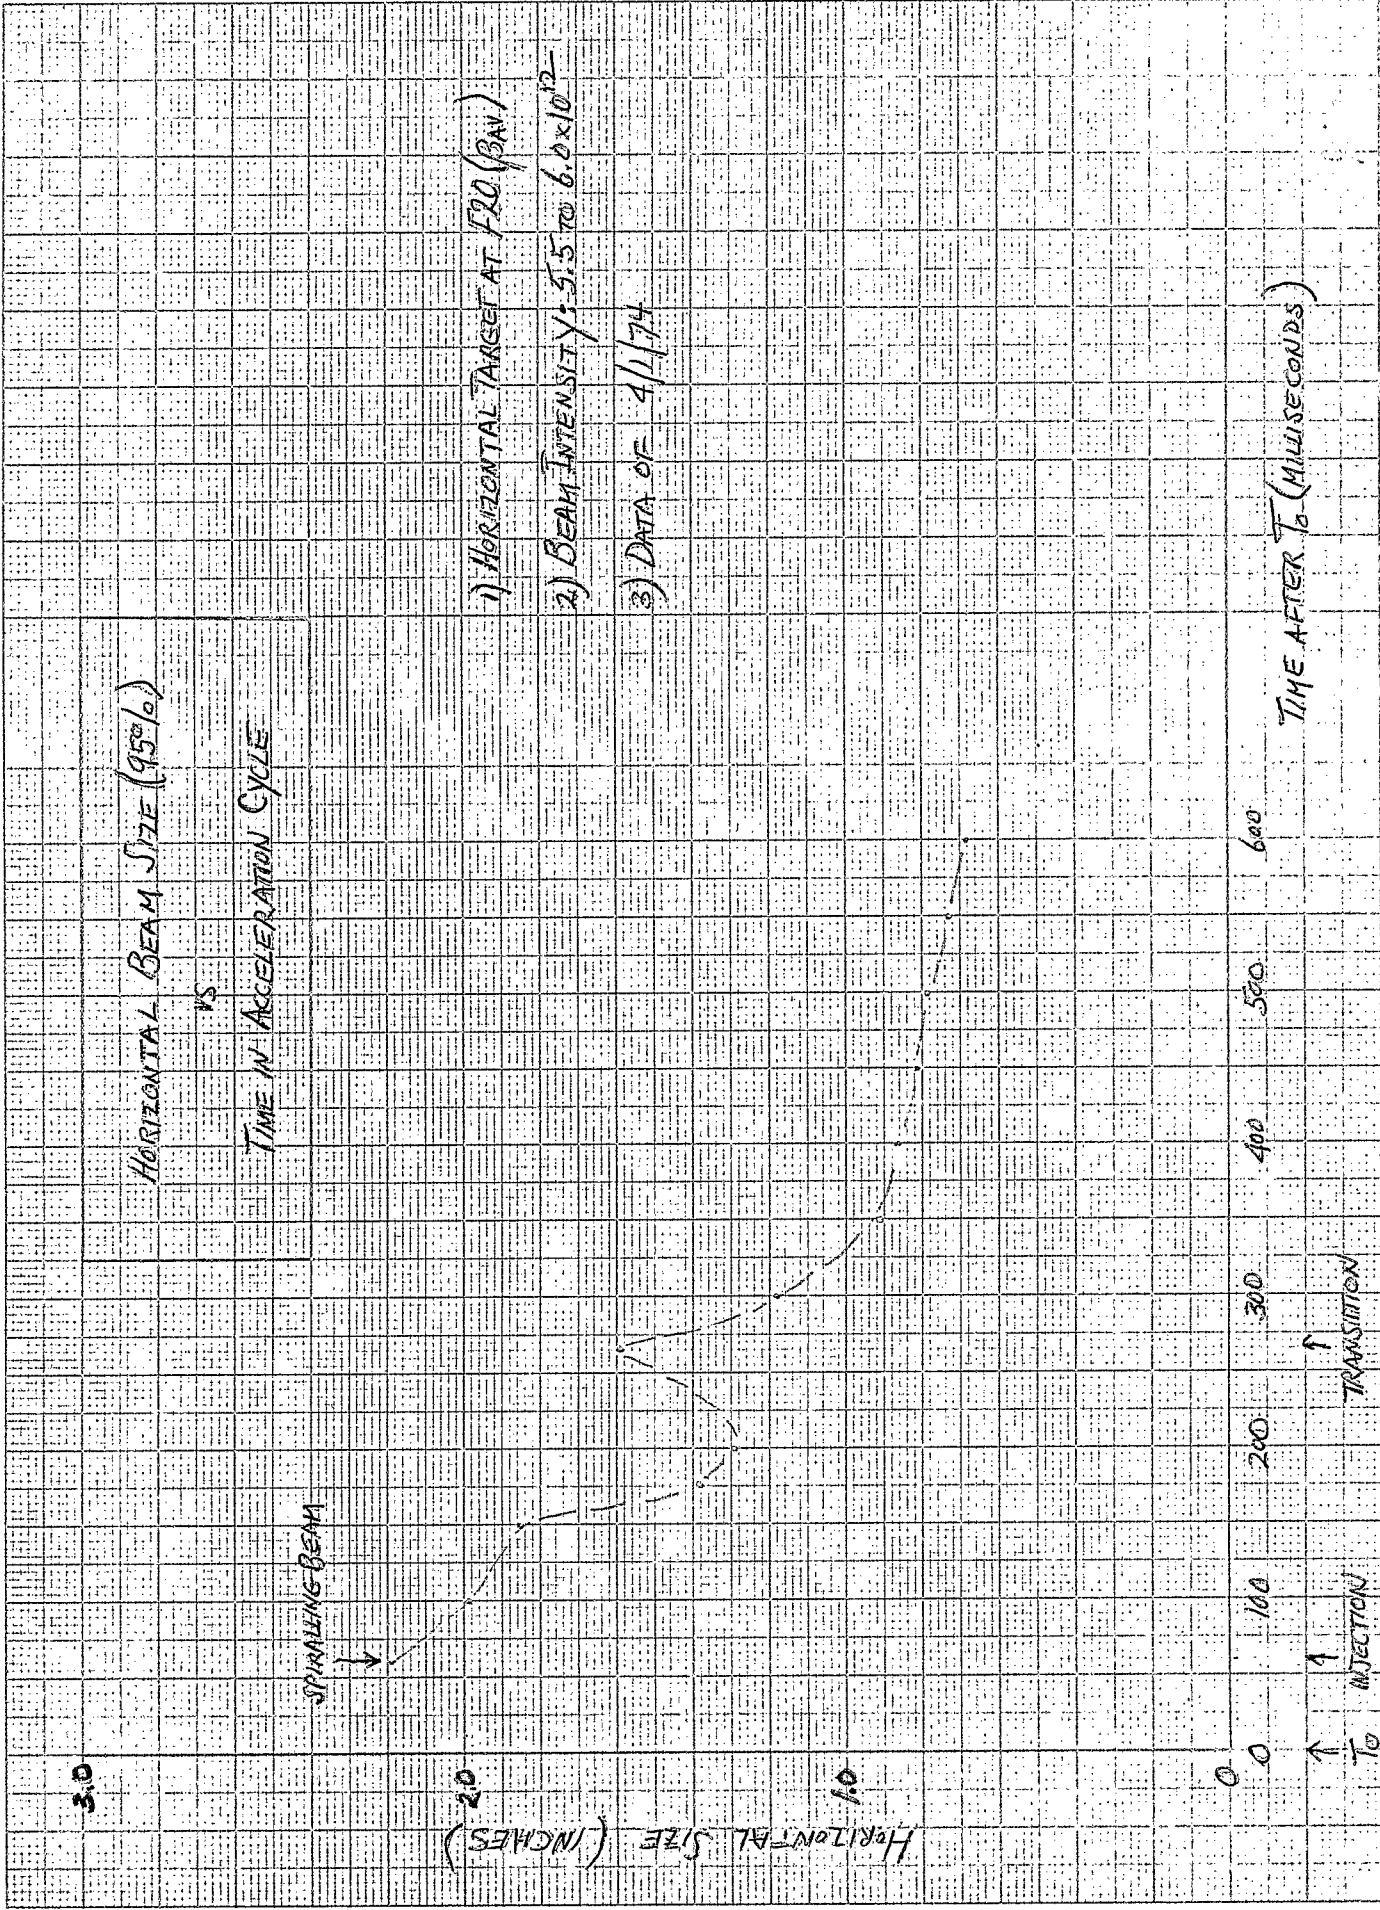 HORIZONTAL BEAM SIZE (95%)
VS
TIME IN ACCELERATION CYCLE
1) HORIZONTAL TARGET AT F20 (βAV.)
2) BEAM INTENSITY: 5.5 TO 6.0x10^12
3) DATA OF 4/1/74
SPIRALLING BEAM
3.0
2.0
1.0
0
HORIZONTAL SIZE (INCHES)
0 100 200 300 400 500 600
TIME AFTER T0 (MILLISECONDS)
T0 INJECTION TRANSITION